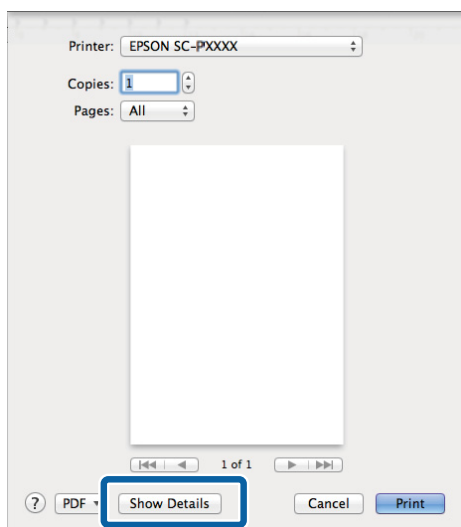 Printer: EPSON SC-PXXXX
Copies: 1
Pages: All
1 of 1
? PDF Show Details Cancel Print